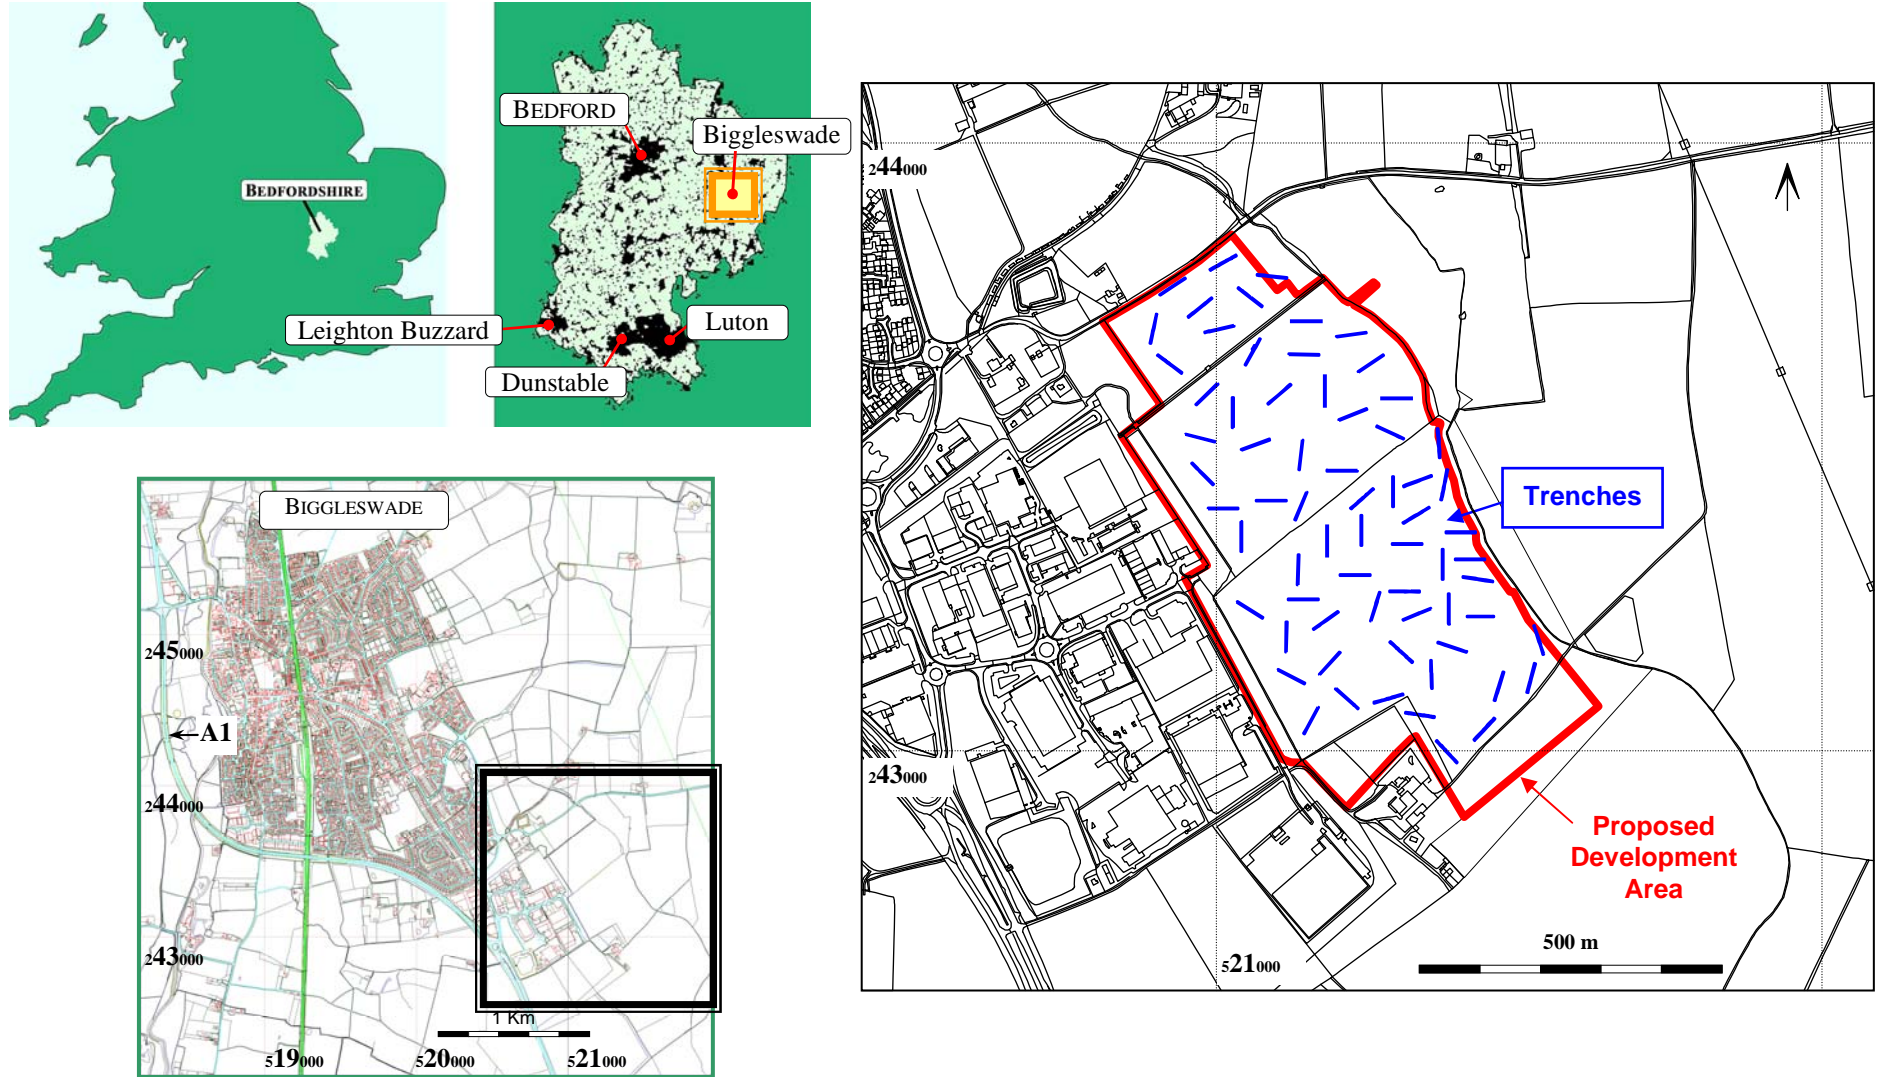 BEDFORDSHIRE
BEDFORD
Biggleswade
Leighton Buzzard
Luton
Dunstable
BIGGLESWADE
245000
A1
244000
243000
1 Km
519000
520000
521000
244000
Trenches
243000
Proposed
Development
Area
500 m
521000